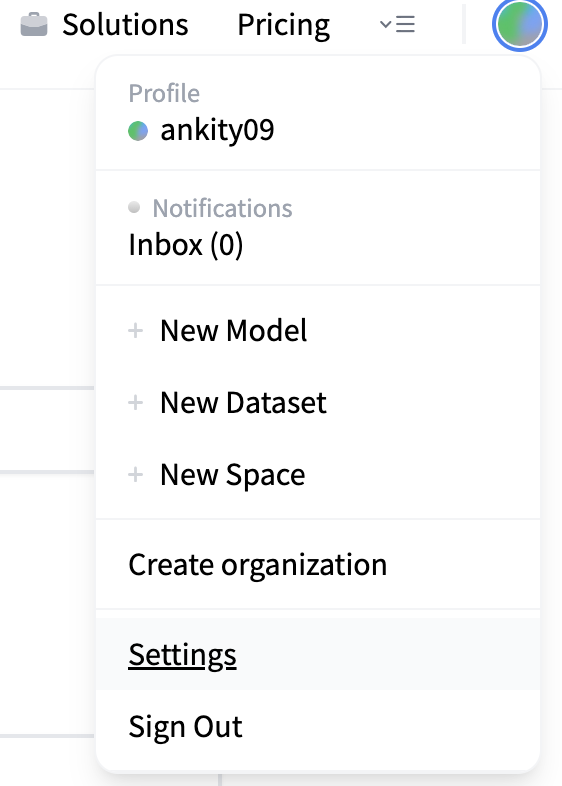 Solutions Pricing
Profile
ankity09
Notifications
Inbox (0)
+ New Model
+ New Dataset
+ New Space
Create organization
Settings
Sign Out